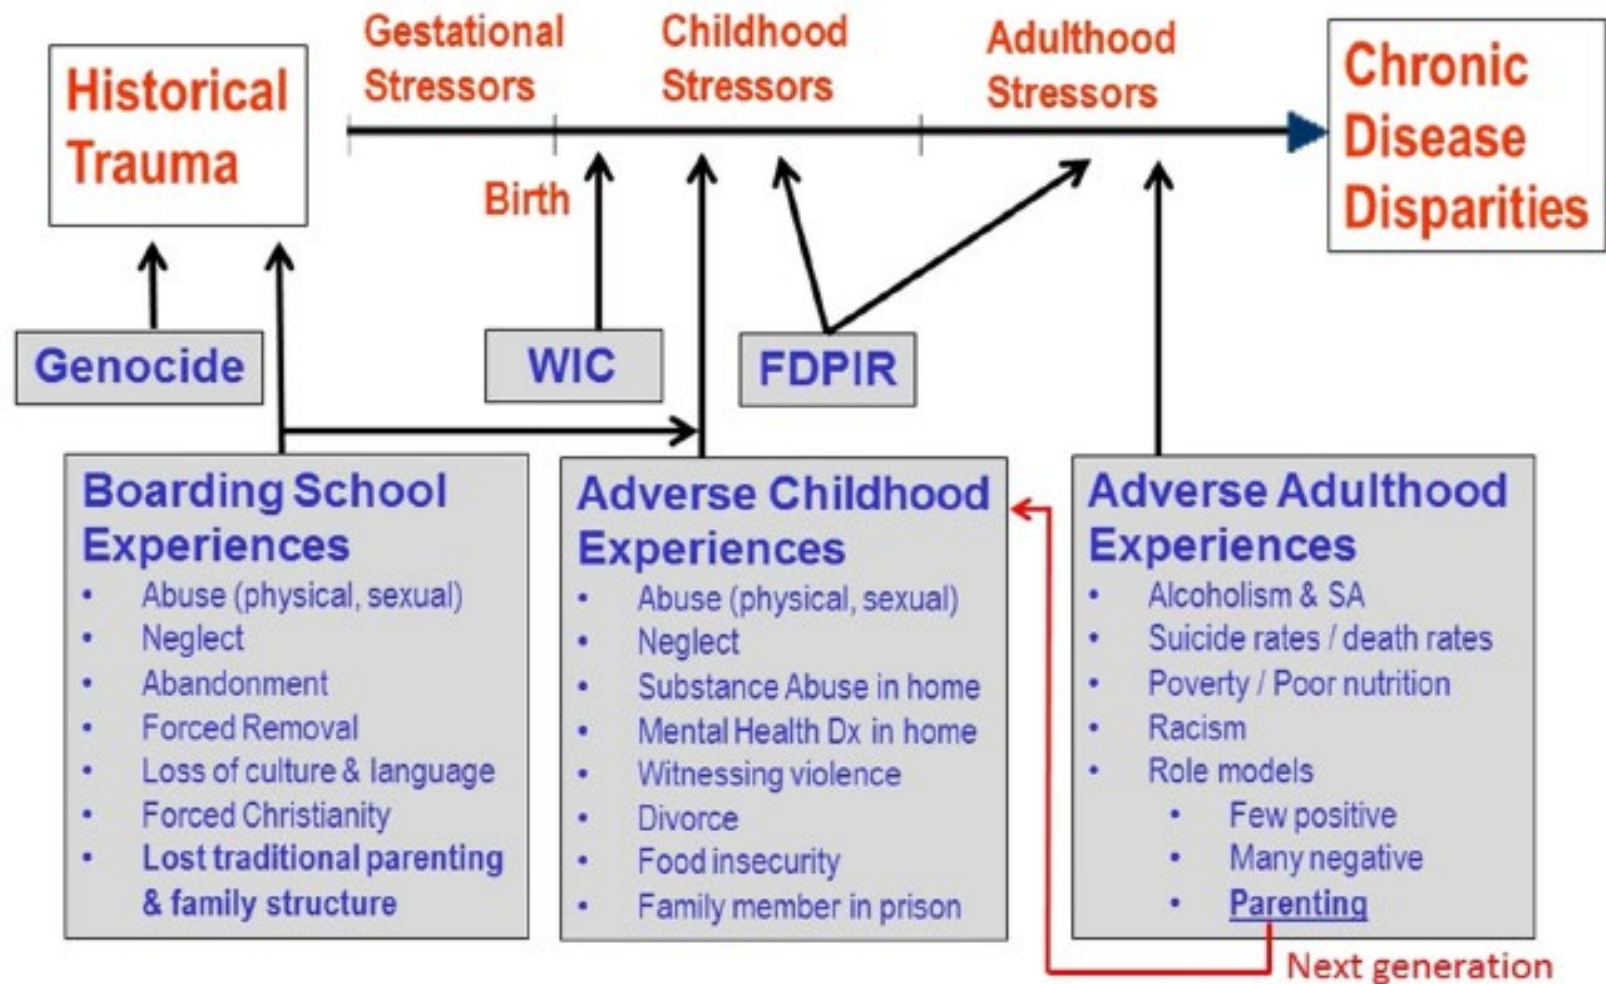 Historical
Trauma
Gestational
Stressors
Childhood
Stressors
Adulthood
Stressors
Chronic
Disease
Disparities
Birth
Genocide
WIC
FDPIR
Boarding School
Experiences
• Abuse (physical, sexual)
• Neglect
• Abandonment
• Forced Removal
• Loss of culture & language
• Forced Christianity
• Lost traditional parenting
& family structure
Adverse Childhood
Experiences
• Abuse (physical, sexual)
• Neglect
• Substance Abuse in home
• Mental Health Dx in home
• Witnessing violence
• Divorce
• Food insecurity
• Family member in prison
Adverse Adulthood
Experiences
• Alcoholism & SA
• Suicide rates / death rates
• Poverty / Poor nutrition
• Racism
• Role models
• Few positive
• Many negative
• Parenting
Next generation